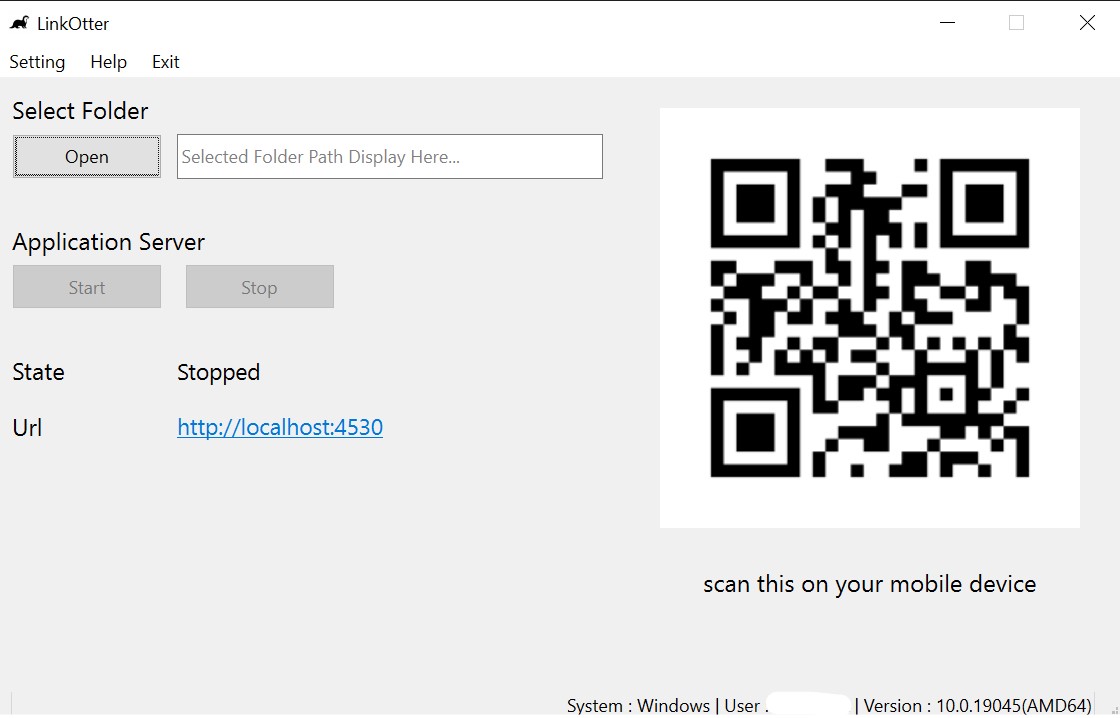 LinkOtter
Setting Help Exit
Select Folder
Open Selected Folder Path Display Here...
Application Server
Start Stop
State Stopped
Url http://localhost:4530
scan this on your mobile device
System : Windows | User . | Version : 10.0.19045(AMD64)